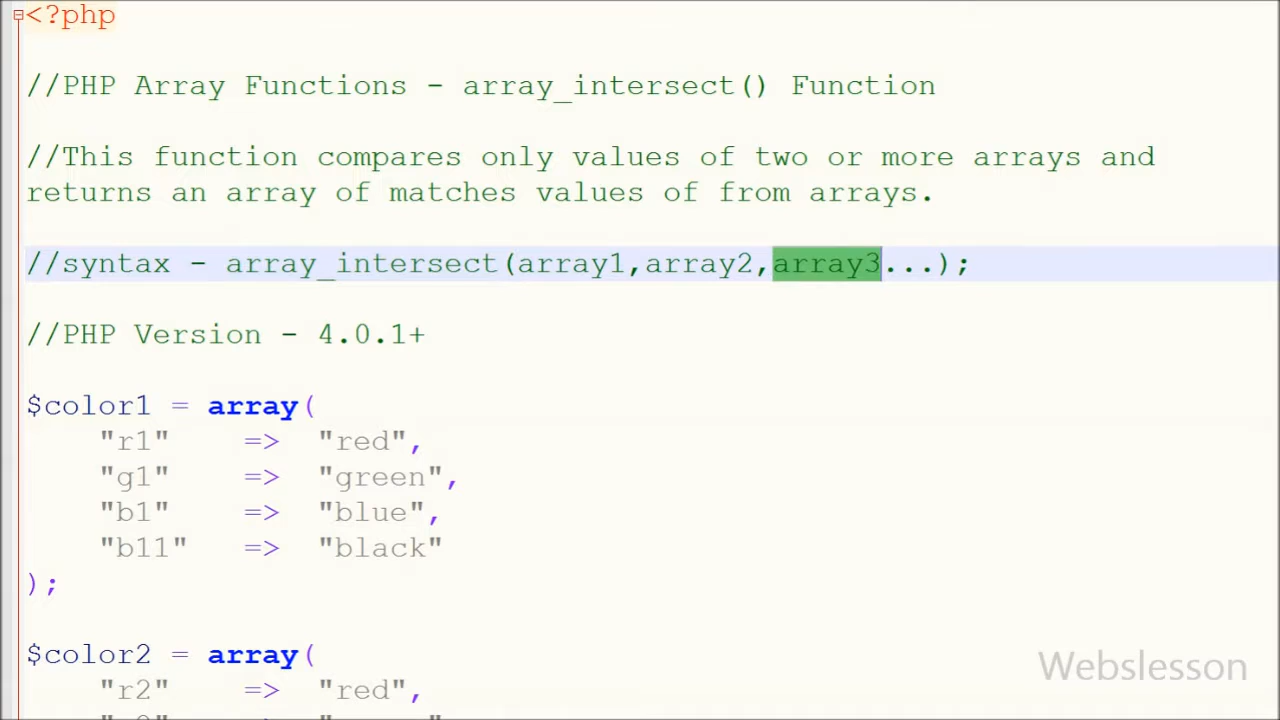 <?php
//PHP Array Functions - array_intersect() Function
//This function compares only values of two or more arrays and
returns an array of matches values of from arrays.
//syntax - array_intersect(array1,array2,array3...);
//PHP Version - 4.0.1+
$color1 = array(
"r1" => "red",
"g1" => "green",
"b1" => "blue",
"b11" => "black"
);
$color2 = array(
"r2" => "red",
Webslesson